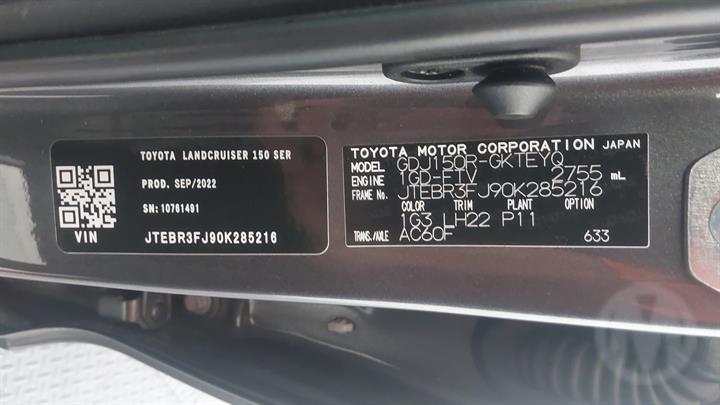 TOYOTA LANDCRUISER 150 SER
PROD. SEP/2022
SN: 10761491
VIN JTEBR3FJ90K285216
TOYOTA MOTOR CORPORATION JAPAN
MODEL GDJ150R-GKTEYQ
ENGINE 1GD-FTV 2755 mL
FRAME No. JTEBR3FJ90K285216
COLOR TRIM PLANT OPTION
1G3 LH22 P11
TRANS./AXLE AC60F 633